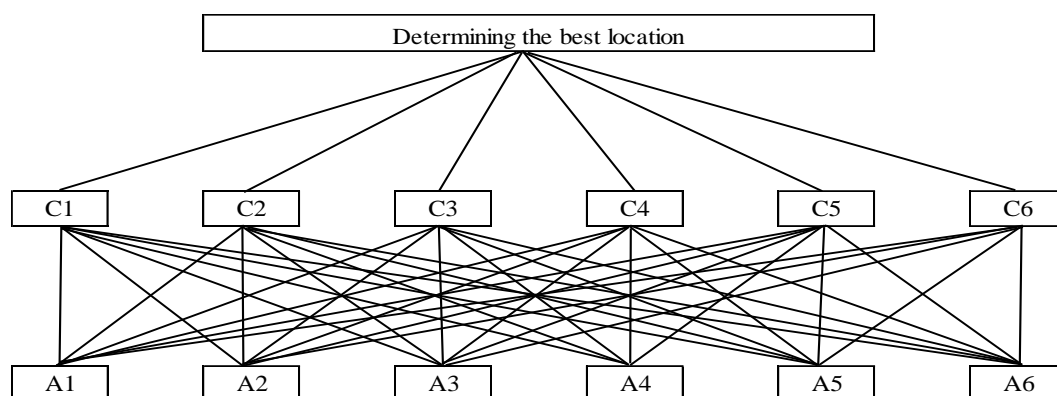 Determining the best location
C1 C2 C3 C4 C5 C6
A1 A2 A3 A4 A5 A6